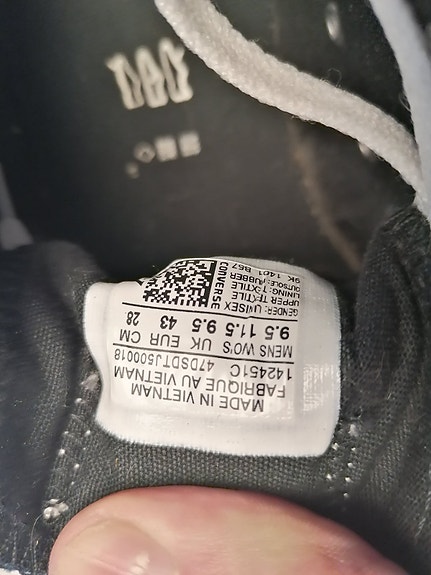 MADE IN VIETNAM
FABRIQUE AU VIETNAM
142451C 47DSDTJ500018
MENS WO'S UK EUR CM
9.5 11.5 9.5 43 28
GENDER: UNISEX
UPPER: TEXTILE
LINING: TEXTILE
OUTSOLE: RUBBER
9K 1401 B67
CONVERSE